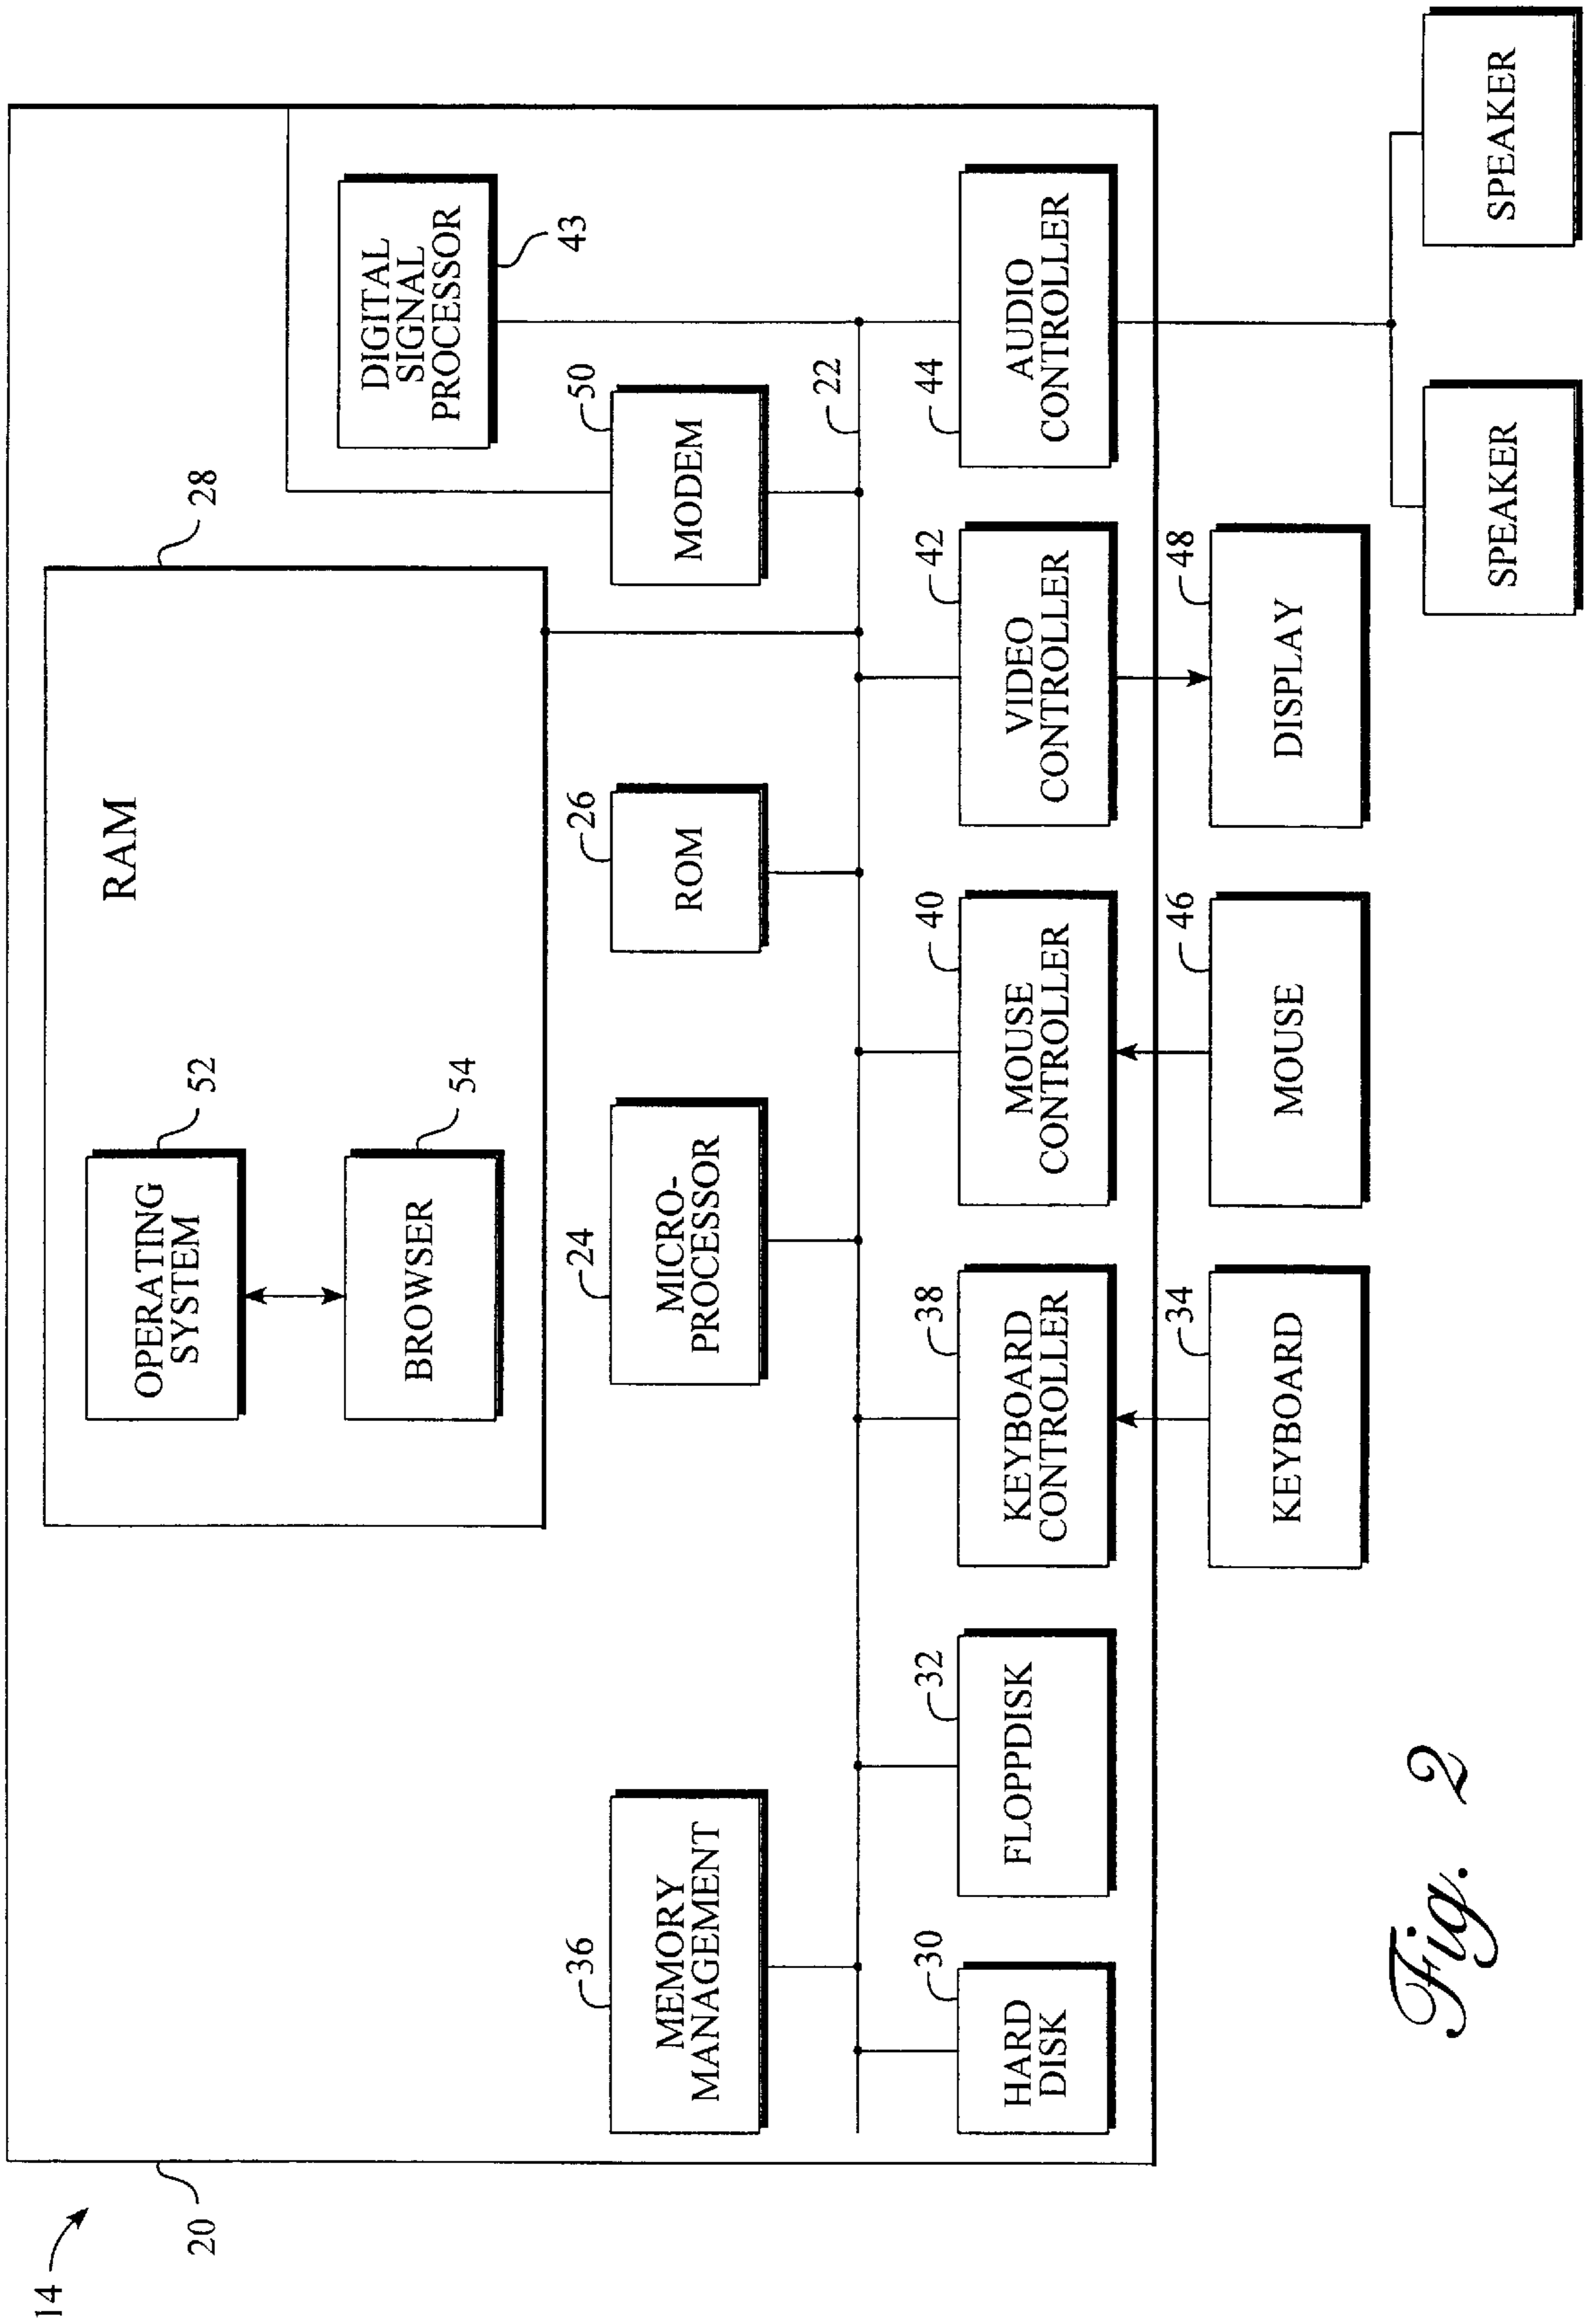 14
20
RAM
28
OPERATING
SYSTEM
52
BROWSER
54
DIGITAL
SIGNAL
PROCESSOR
43
36
MEMORY
MANAGEMENT
24
MICRO-
PROCESSOR
26
ROM
50
MODEM
22
30
HARD
DISK
32
FLOPPDISK
38
KEYBOARD
CONTROLLER
40
MOUSE
CONTROLLER
42
VIDEO
CONTROLLER
44
AUDIO
CONTROLLER
34
KEYBOARD
46
MOUSE
48
DISPLAY
SPEAKER
SPEAKER
Fig. 2